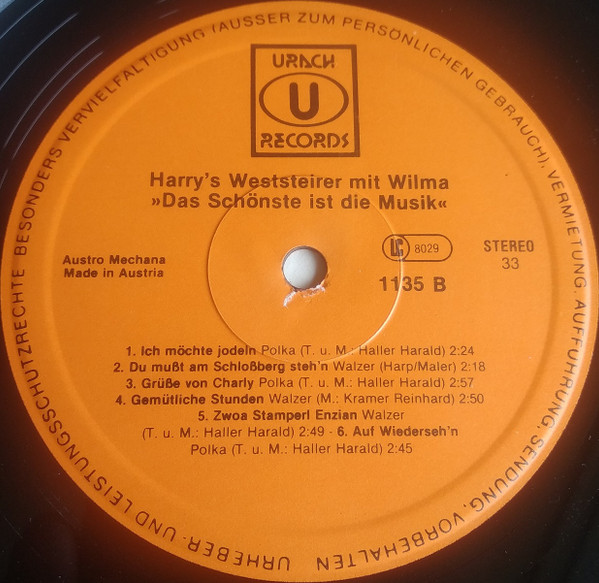 URHEBER- UND LEISTUNGSSCHUTZRECHTE BESONDERS VERVIELFÄLTIGUNG (AUSSER ZUM PERSÖNLICHEN GEBRAUCH), VERMIETUNG, AUFFÜHRUNG, SENDUNG, VORBEHALTEN
URACH
U
RECORDS
Harry's Weststeirer mit Wilma
»Das Schönste ist die Musik«
Austro Mechana
Made in Austria
LC 8029
STEREO
33
1135 B
1. Ich möchte jodeln Polka (T. u. M.: Haller Harald) 2:24
2. Du mußt am Schloßberg steh'n Walzer (Harp/Maler) 2:18
3. Grüße von Charly Polka (T. u. M.: Haller Harald) 2:57
4. Gemütliche Stunden Walzer (M.: Kramer Reinhard) 2:50
5. Zwoa Stamperl Enzian Walzer
(T. u. M.: Haller Harald) 2:49 - 6. Auf Wiederseh'n
Polka (T. u. M.: Haller Harald) 2:45